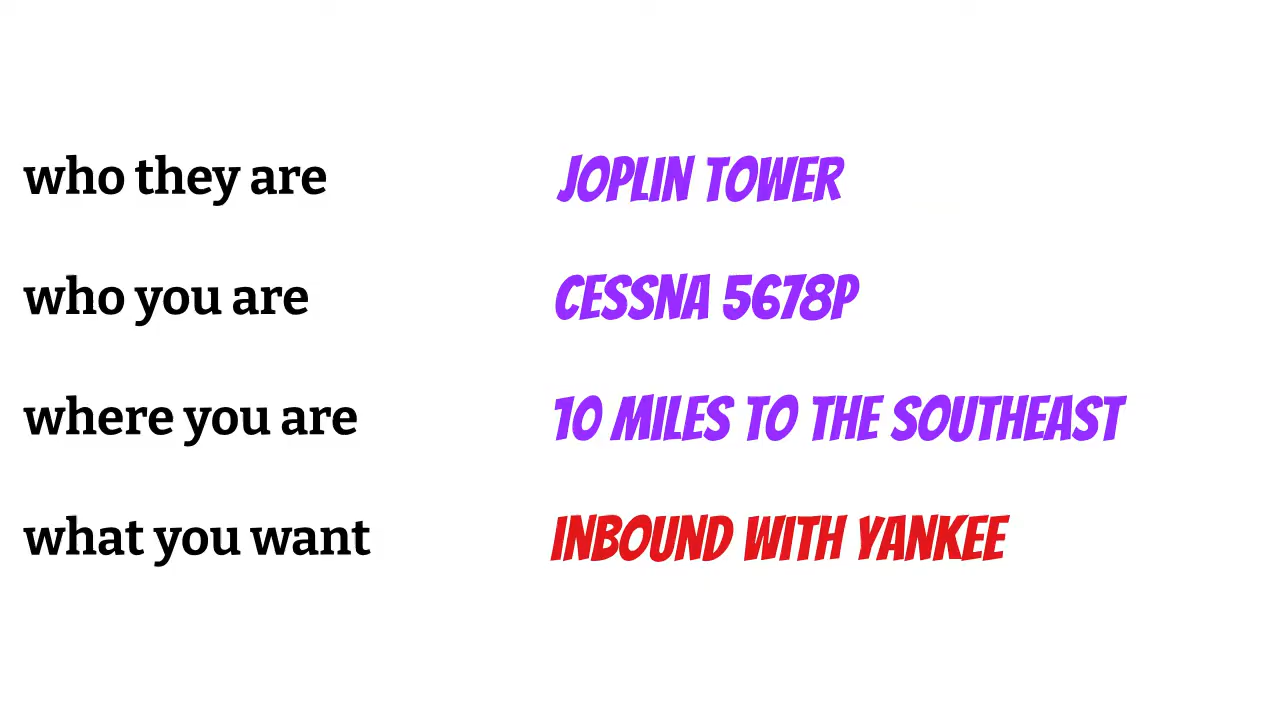 who they are JOPLIN TOWER
who you are CESSNA 5678P
where you are 10 MILES TO THE SOUTHEAST
what you want INBOUND WITH YANKEE